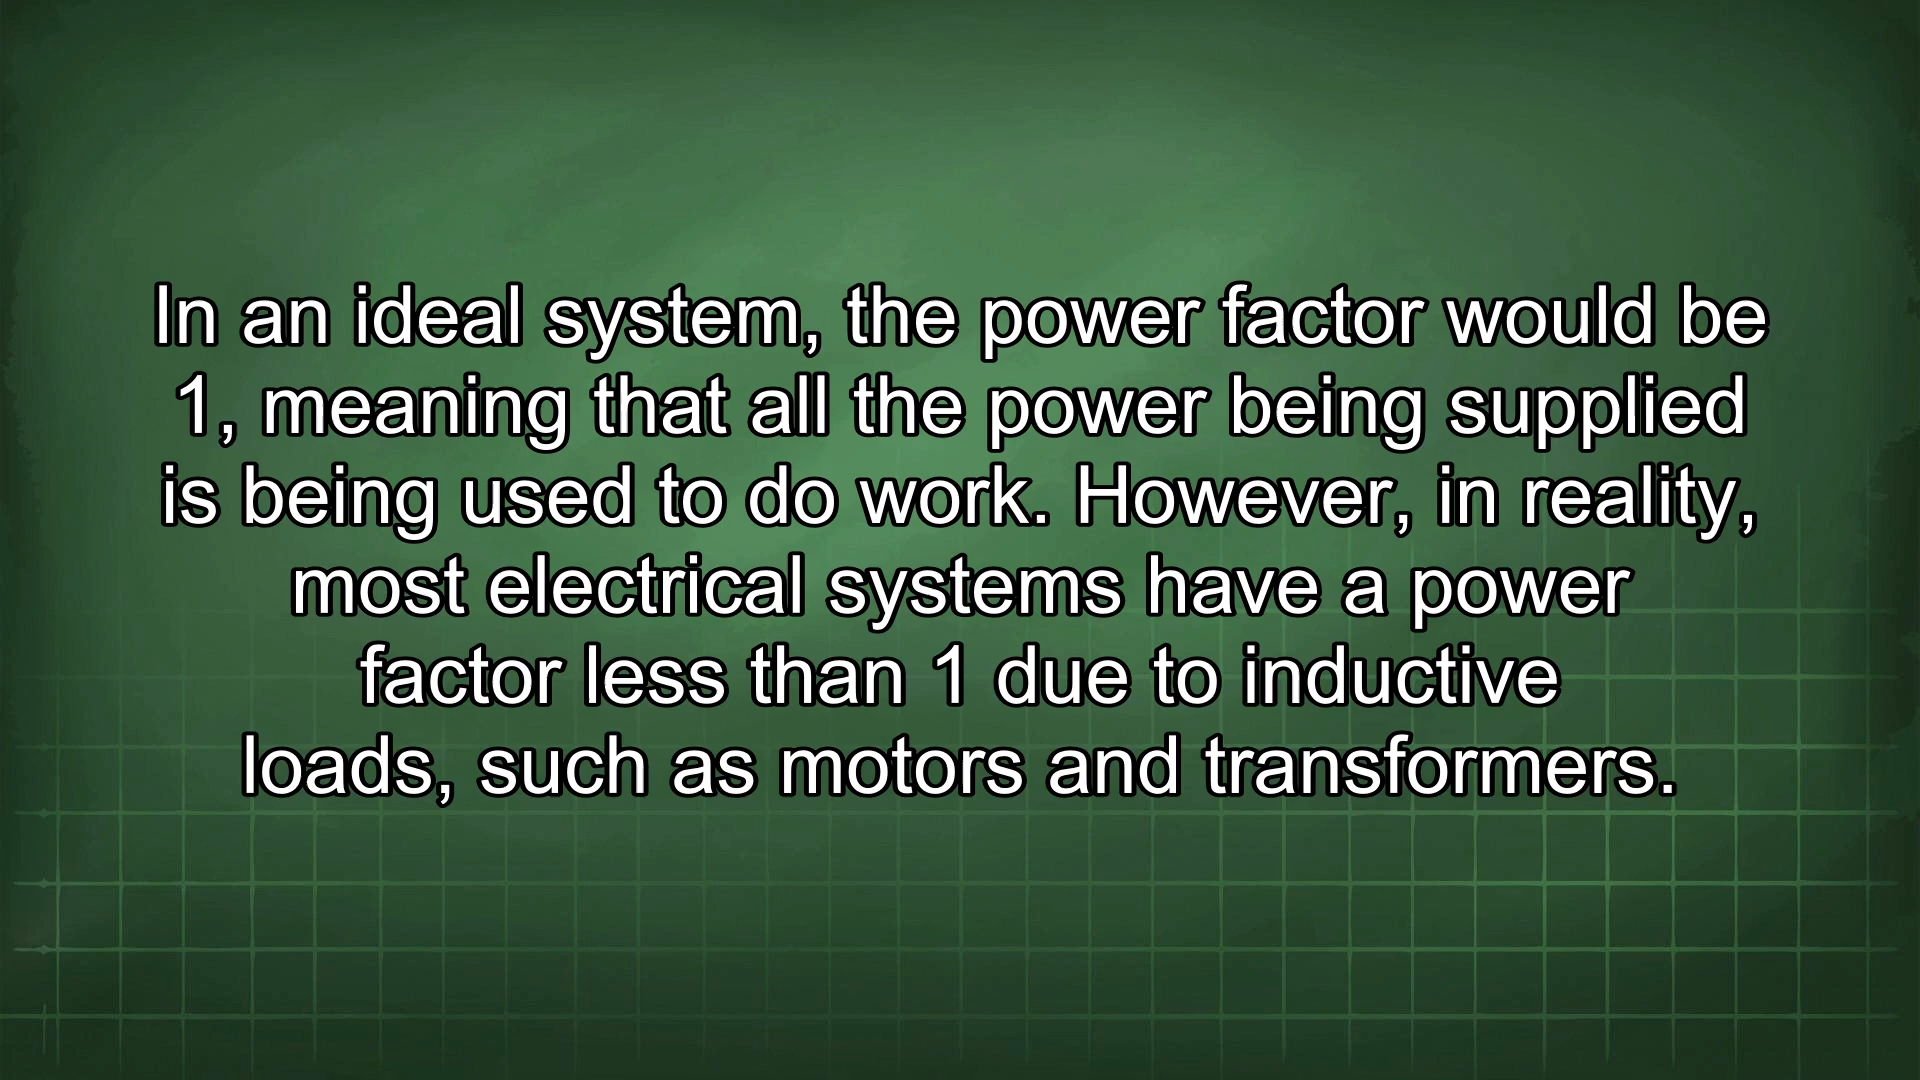 In an ideal system, the power factor would be
1, meaning that all the power being supplied
is being used to do work. However, in reality,
most electrical systems have a power
factor less than 1 due to inductive
loads, such as motors and transformers.